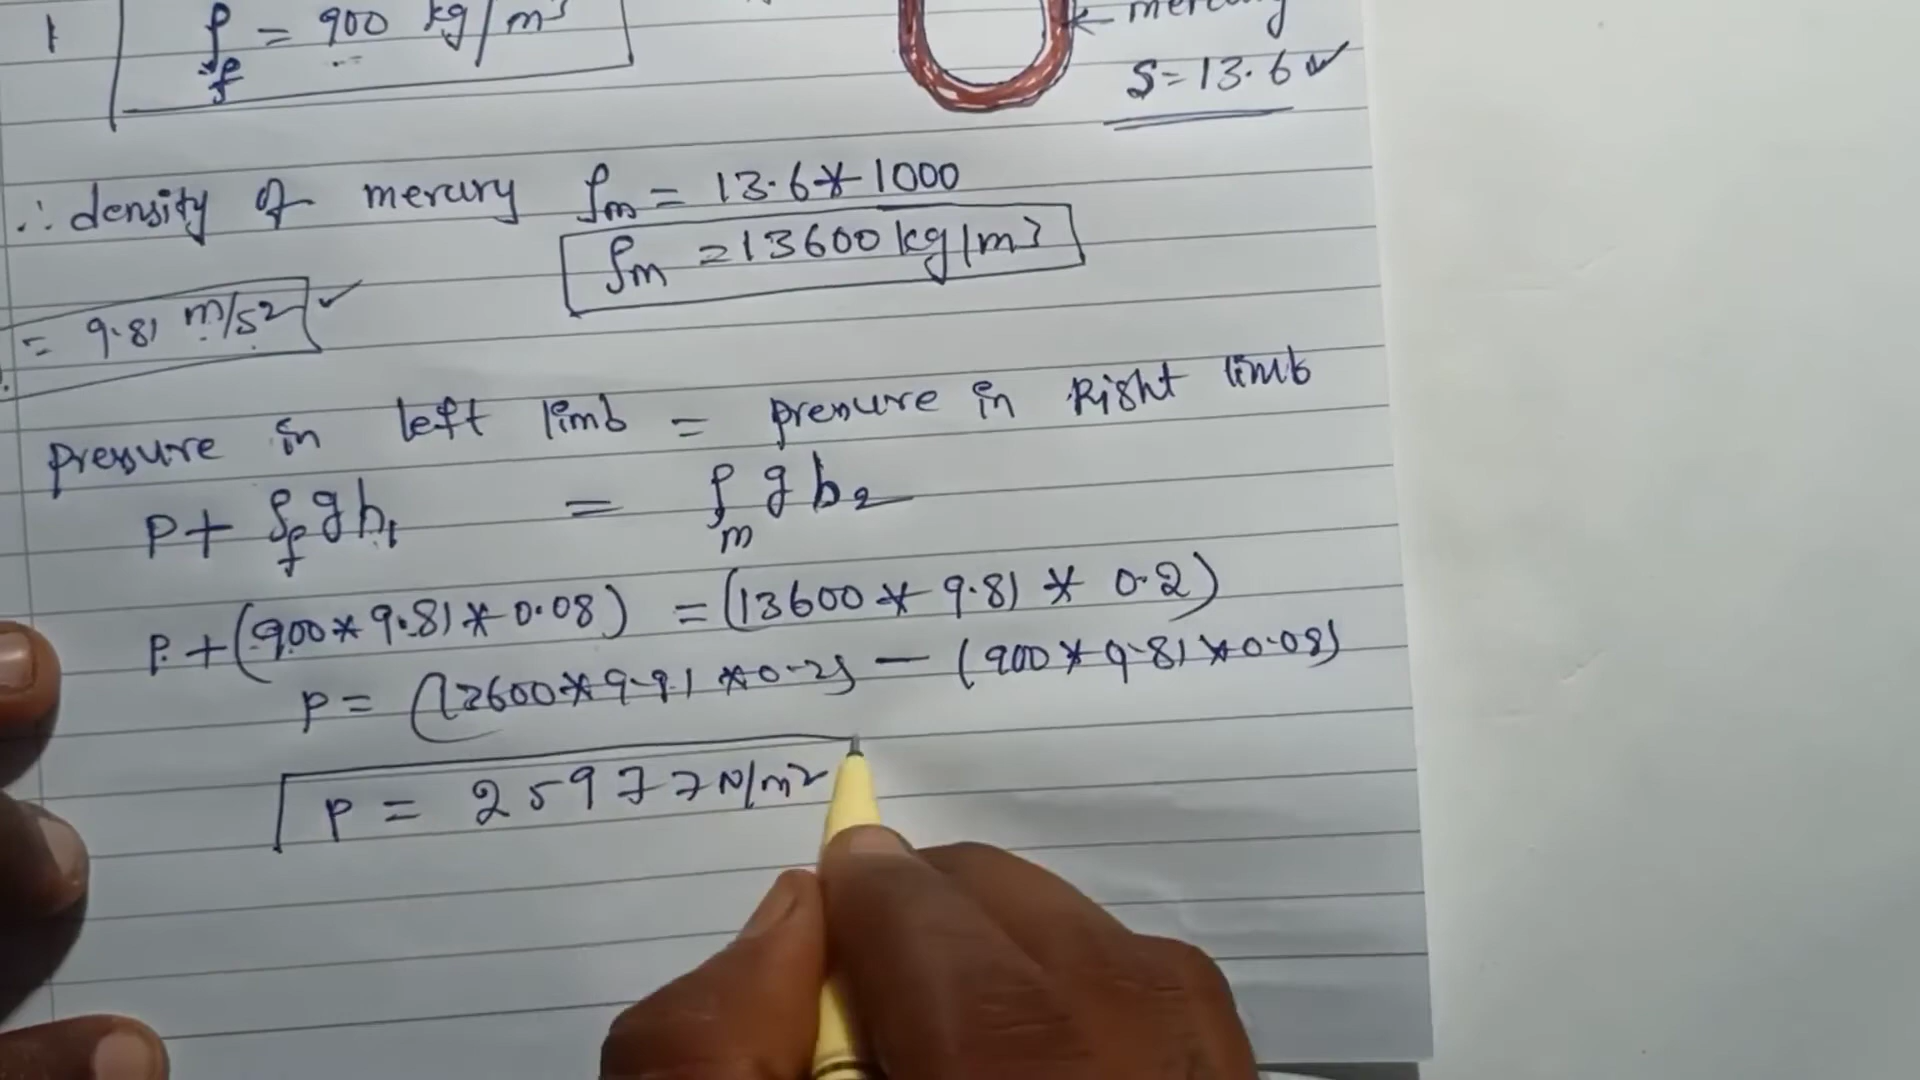 1
ρf = 900 kg/m³
← mercury
S = 13.6 ✓
∴ density of mercury ρm = 13.6 * 1000
ρm = 13600 kg/m³
= 9.81 m/s² ✓
pressure in left limb = pressure in Right limb
P + ρf g h₁ = ρm g h₂
P + (900 * 9.81 * 0.08) = (13600 * 9.81 * 0.2)
P = (13600 * 9.81 * 0.2) − (900 * 9.81 * 0.08)
P = 25977 N/m²